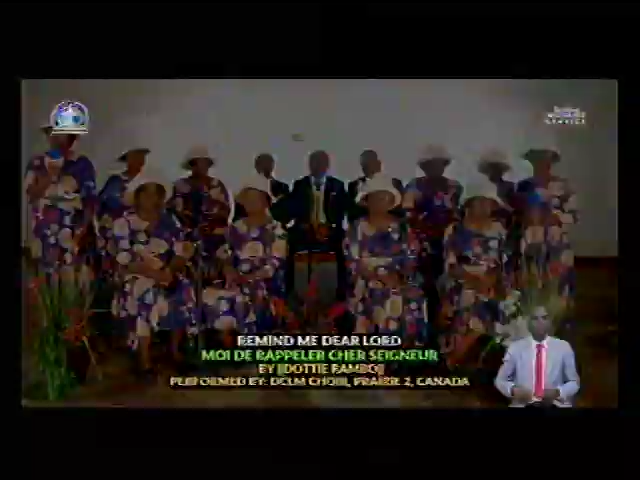 REMIND ME DEAR LORD
MOI DE RAPPELER CHER SEIGNEUR
BY [[DOTTIE RAMBO]]
PERFORMED BY: DCLM CHOIR, PRAIRIE 2, CANADA